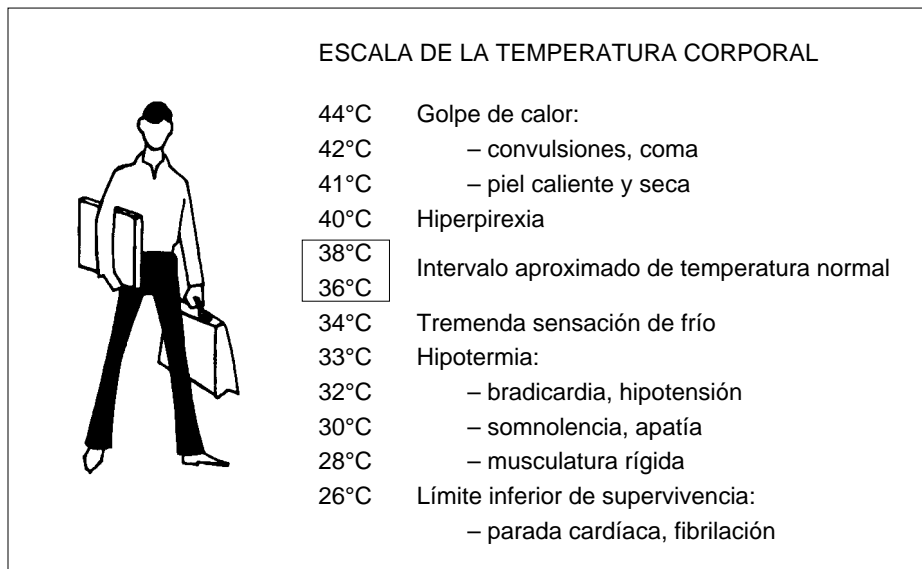 ESCALA DE LA TEMPERATURA CORPORAL
44°C Golpe de calor:
42°C – convulsiones, coma
41°C – piel caliente y seca
40°C Hiperpirexia
38°C
Intervalo aproximado de temperatura normal
36°C
34°C Tremenda sensación de frío
33°C Hipotermia:
32°C – bradicardia, hipotensión
30°C – somnolencia, apatía
28°C – musculatura rígida
26°C Límite inferior de supervivencia:
– parada cardíaca, fibrilación